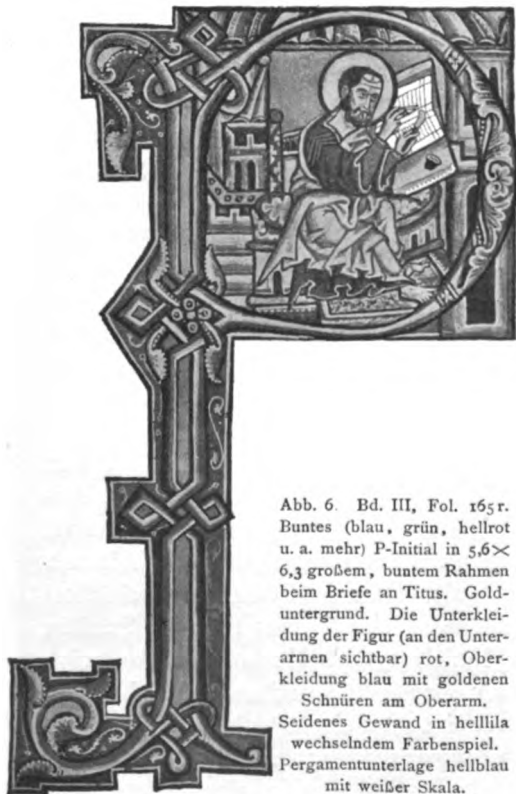 Abb. 6. Bd. III, Fol. 165 r.
Buntes (blau, grün, hellrot
u. a. mehr) P-Initial in 5,6×
6,3 großem, buntem Rahmen
beim Briefe an Titus. Gold-
untergrund. Die Unterklei-
dung der Figur (an den Unter-
armen sichtbar) rot, Ober-
kleidung blau mit goldenen
Schnüren am Oberarm.
Seidenes Gewand in helllila
wechselndem Farbenspiel.
Pergamentunterlage hellblau
mit weißer Skala.